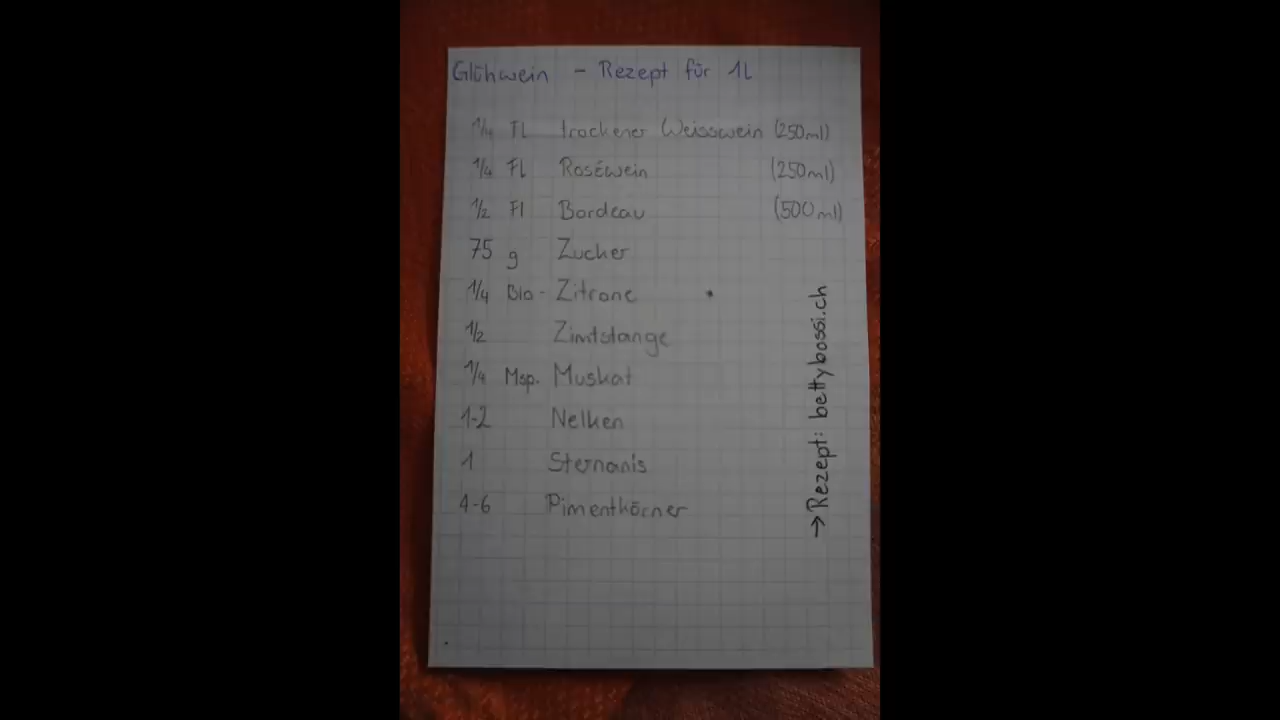 Glühwein - Rezept für 1L
1/4 FL trockener Weisswein (250ml)
1/4 FL Roséwein (250ml)
1/2 Fl Bordeau (500ml)
75 g Zucker
1/4 Bio-Zitrone
1/2 Zimtstange
1/4 Msp. Muskat
1-2 Nelken
1 Sternanis
4-6 Pimentkörner
→ Rezept: bettybossi.ch